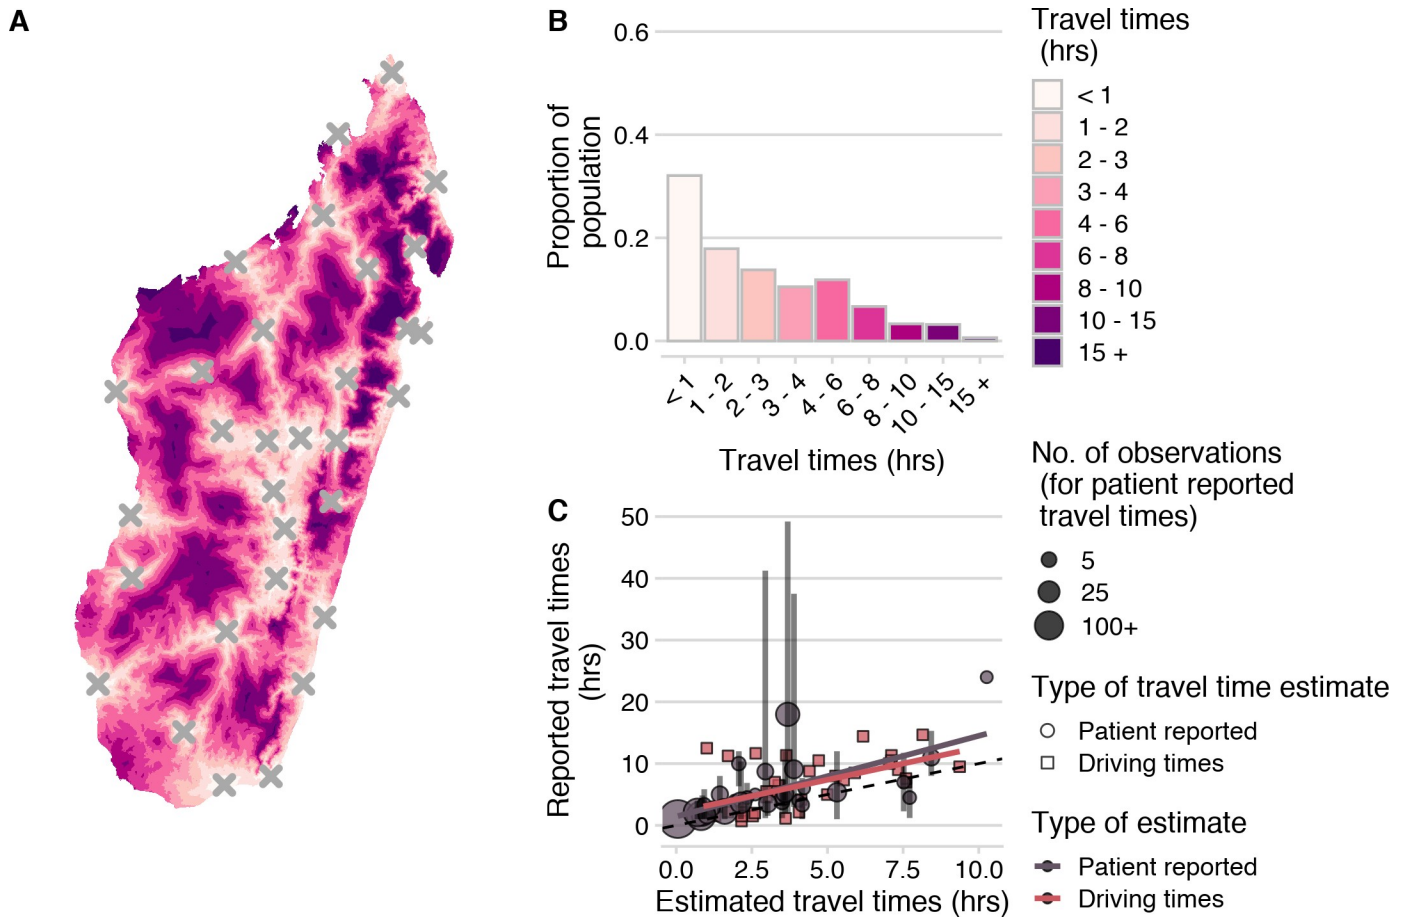 A
B
0.6
0.4
0.2
0.0
Proportion of
population
< 1
1 - 2
2 - 3
3 - 4
4 - 6
6 - 8
8 - 10
10 - 15
15 +
Travel times (hrs)
Travel times
(hrs)
< 1
1 - 2
2 - 3
3 - 4
4 - 6
6 - 8
8 - 10
10 - 15
15 +
C
50
40
30
20
10
0
Reported travel times
(hrs)
0.0
2.5
5.0
7.5
10.0
Estimated travel times (hrs)
No. of observations
(for patient reported
travel times)
5
25
100+
Type of travel time estimate
Patient reported
Driving times
Type of estimate
Patient reported
Driving times